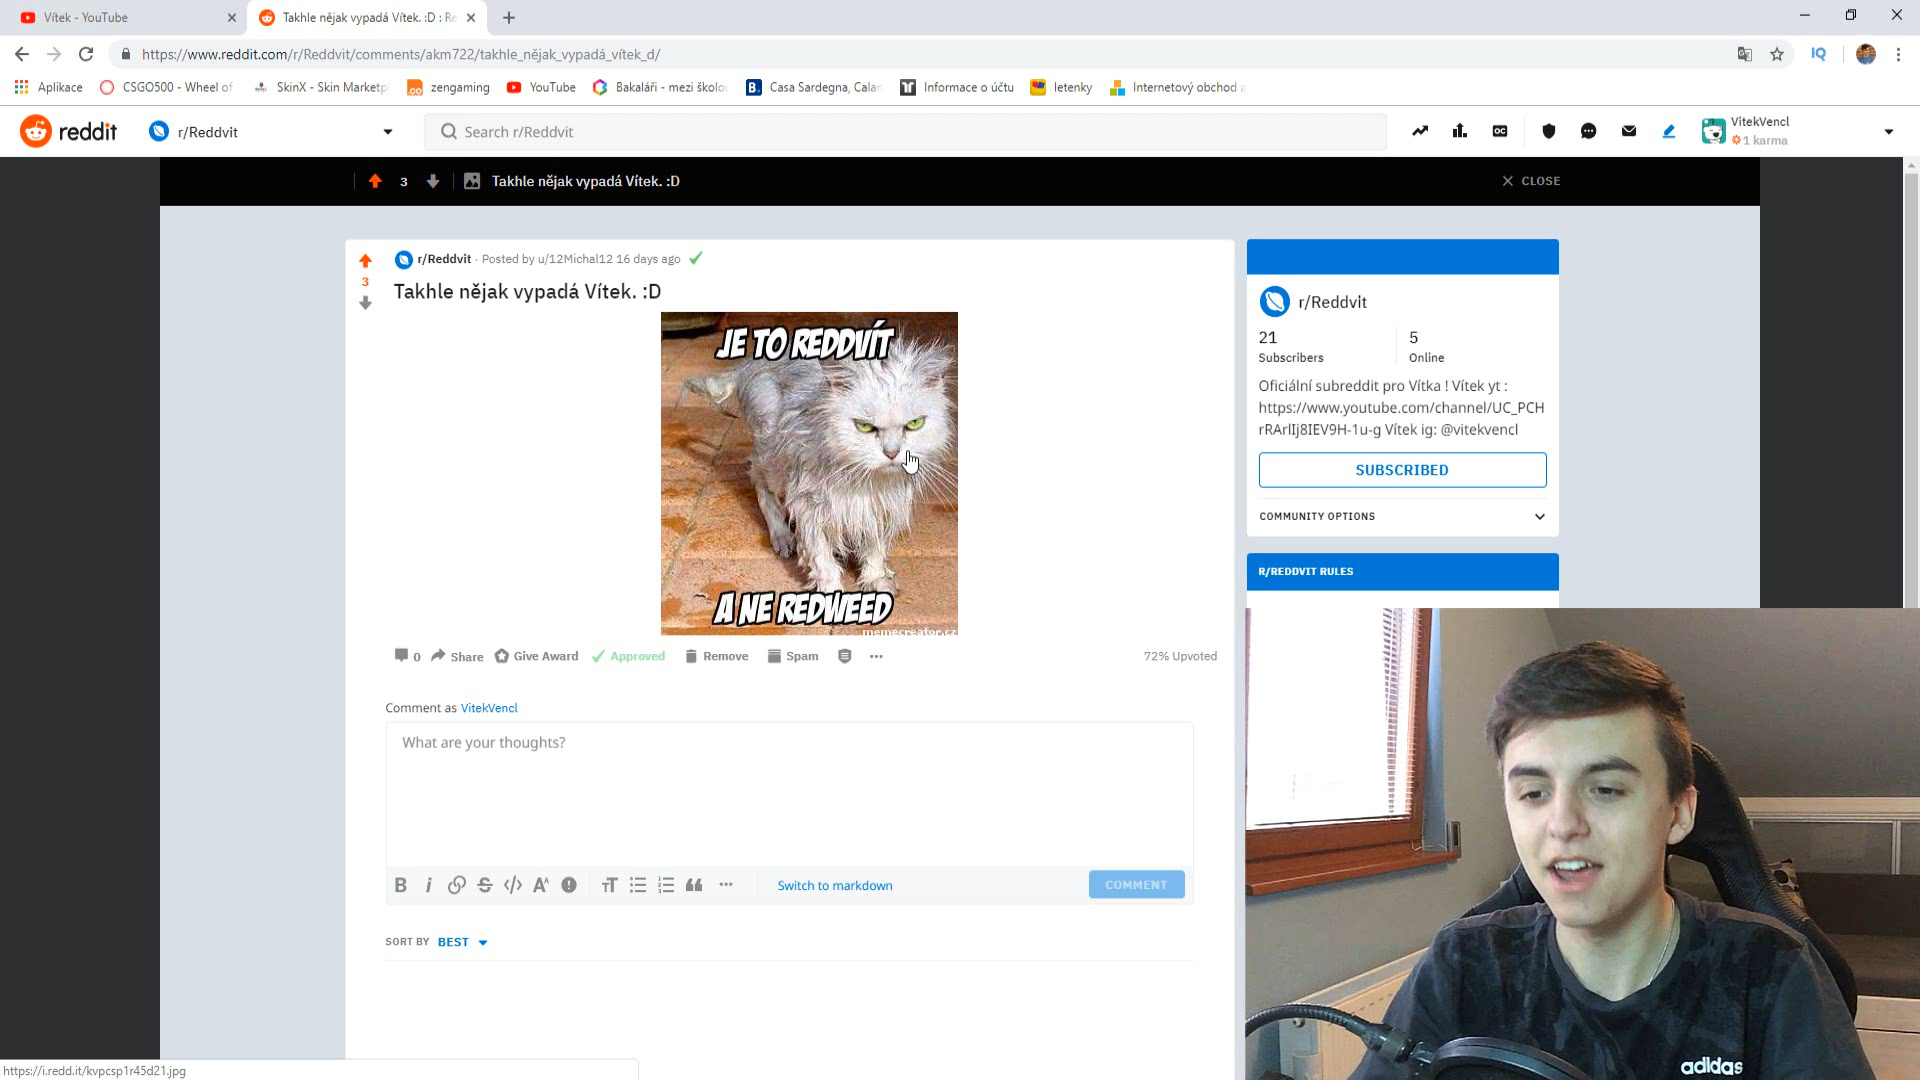 Vítek - YouTube
Takhle nějak vypadá Vítek. :D : Re
https://www.reddit.com/r/Reddvit/comments/akm722/takhle_nějak_vypadá_vítek_d/
IQ
Aplikace
CSGO500 - Wheel of
SkinX - Skin Marketp
zengaming
YouTube
Bakaláři - mezi škol
Casa Sardegna, Cala
Informace o účtu
letenky
Internetový obchod
reddit
r/Reddvit
Search r/Reddvit
VitekVencl
1 karma
3
Takhle nějak vypadá Vítek. :D
CLOSE
r/Reddvit · Posted by u/12Michal12 16 days ago
3
Takhle nějak vypadá Vítek. :D
JE TO REDDVÍT
A NE REDWEED
memecreator.cz
0 Share Give Award Approved Remove Spam
72% Upvoted
Comment as VitekVencl
What are your thoughts?
Switch to markdown
COMMENT
SORT BY BEST
r/Reddvit
21
Subscribers
5
Online
Oficiální subreddit pro Vítka ! Vítek yt :
https://www.youtube.com/channel/UC_PCH
rRArlIj8IEV9H-1u-g Vítek ig: @vitekvencl
SUBSCRIBED
COMMUNITY OPTIONS
R/REDDVIT RULES
adidas
https://i.redd.it/kvpcsp1r45d21.jpg